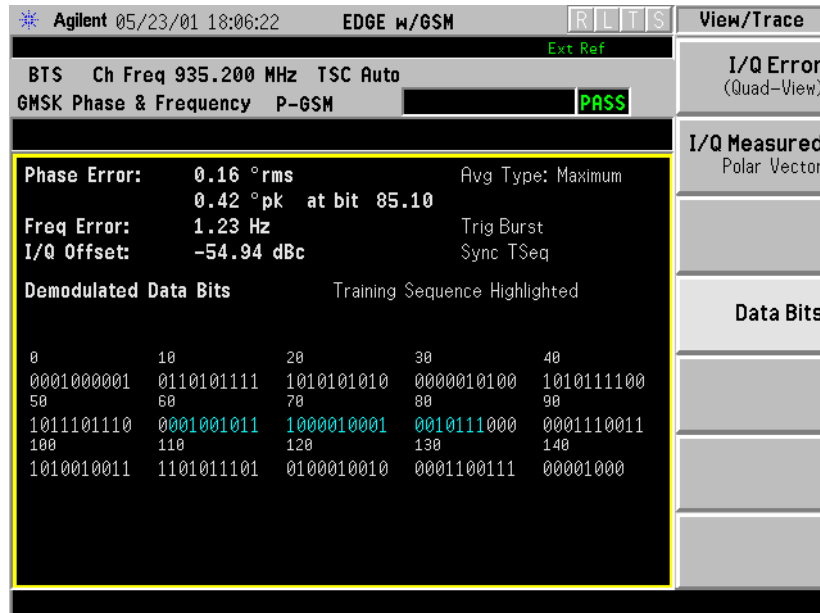 Agilent 05/23/01 18:06:22 EDGE w/GSM R L T S View/Trace
Ext Ref
BTS Ch Freq 935.200 MHz TSC Auto
GMSK Phase & Frequency P-GSM PASS
I/Q Error
(Quad-View)
I/Q Measured
Polar Vector
Data Bits
Phase Error: 0.16 °rms Avg Type: Maximum
0.42 °pk at bit 85.10
Freq Error: 1.23 Hz Trig Burst
I/Q Offset: -54.94 dBc Sync TSeq
Demodulated Data Bits Training Sequence Highlighted
0 10 20 30 40
0001000001 0110101111 1010101010 0000010100 1010111100
50 60 70 80 90
1011101110 0001001011 1000010001 0010111000 0001110011
100 110 120 130 140
1010010011 1101011101 0100010010 0001100111 00001000